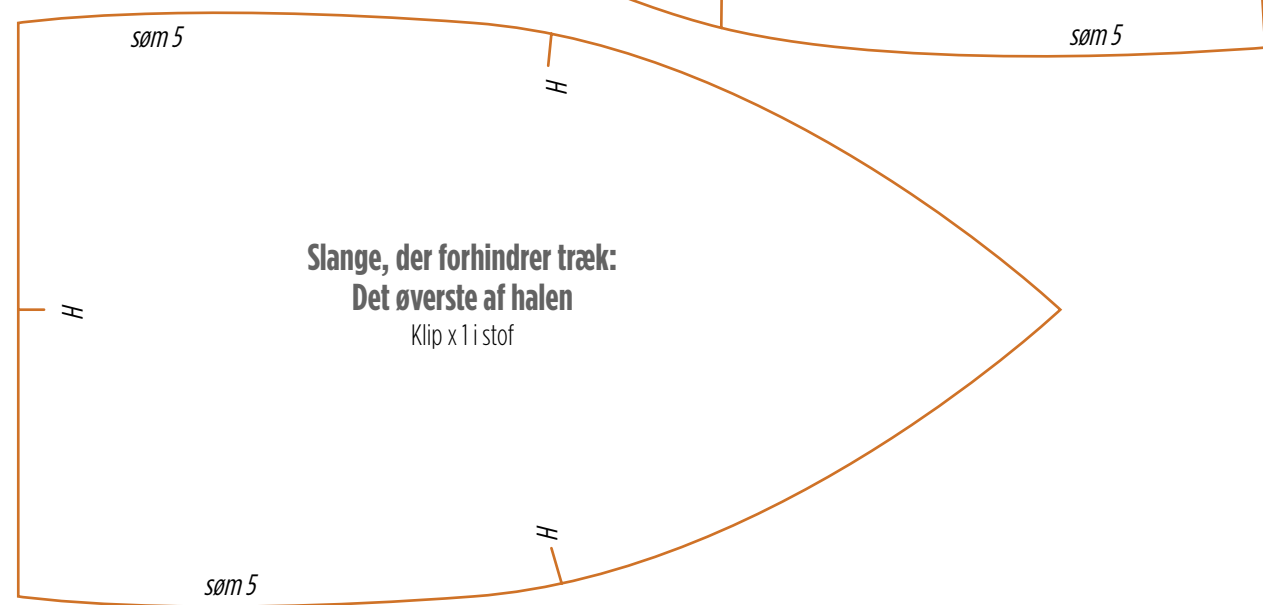 søm 5
søm 5
H
Slange, der forhindrer træk:
Det øverste af halen
Klip x 1 i stof
H
H
søm 5